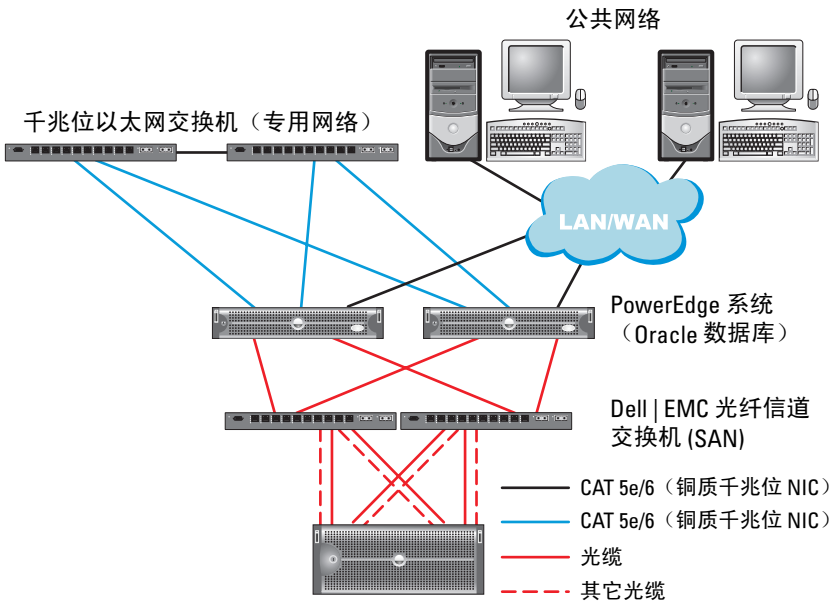 公共网络
千兆位以太网交换机（专用网络）
LAN/WAN
PowerEdge 系统
（Oracle 数据库）
Dell | EMC 光纤信道
交换机 (SAN)
CAT 5e/6（铜质千兆位 NIC）
CAT 5e/6（铜质千兆位 NIC）
光缆
其它光缆